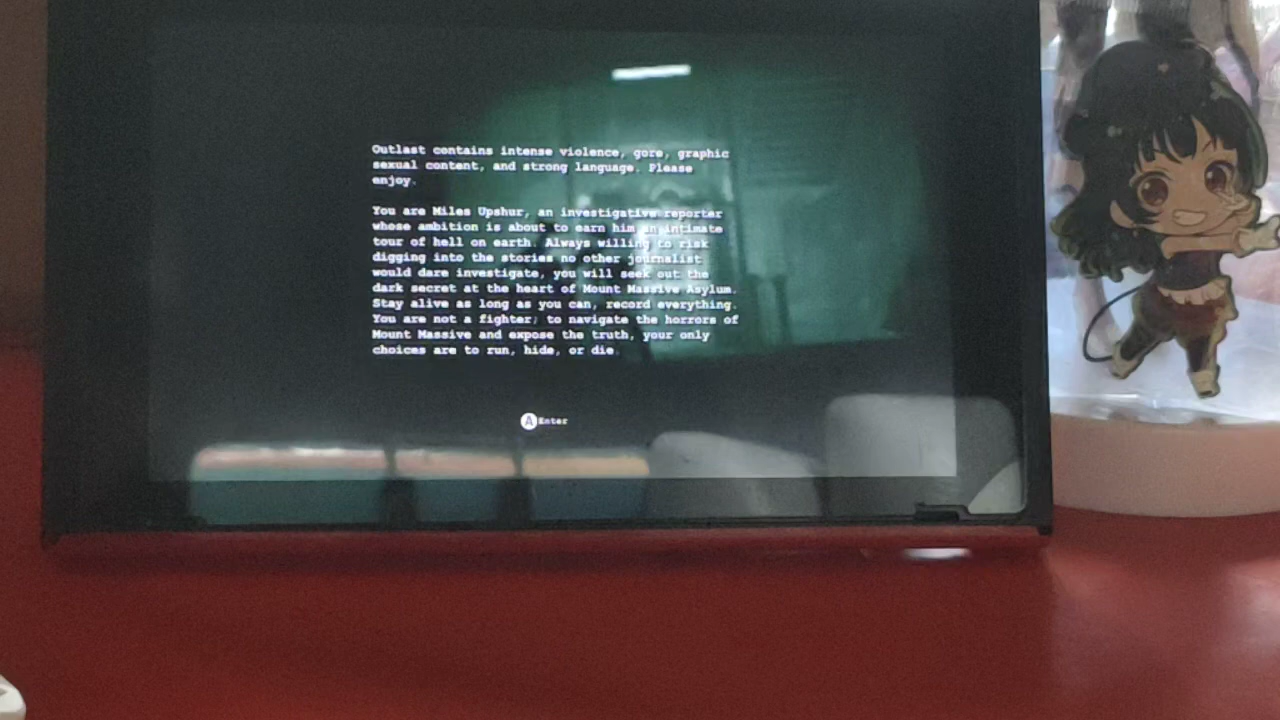 Outlast contains intense violence, gore, graphic
sexual content, and strong language. Please
enjoy.
You are Miles Upshur, an investigative reporter
whose ambition is about to earn him an intimate
tour of hell on earth. Always willing to risk
digging into the stories no other journalist
would dare investigate, you will seek out the
dark secret at the heart of Mount Massive Asylum.
Stay alive as long as you can, record everything.
You are not a fighter; to navigate the horrors of
Mount Massive and expose the truth, your only
choices are to run, hide, or die.
A Enter